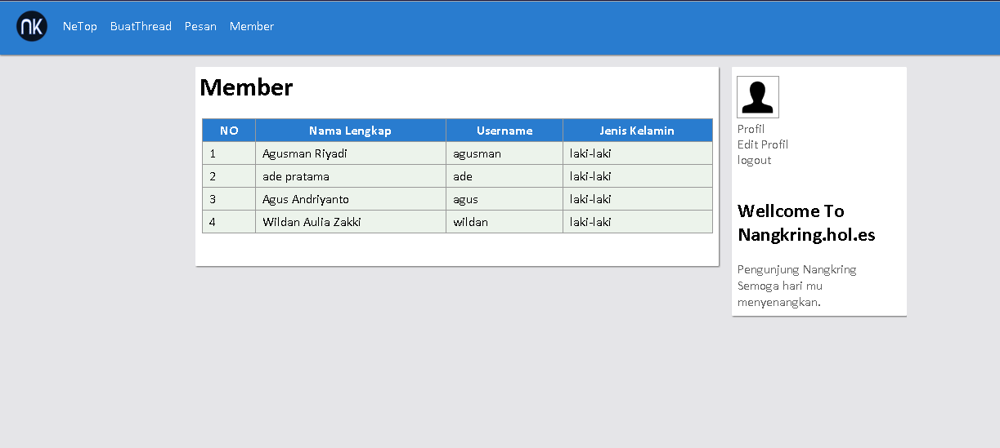 nk NeTop BuatThread Pesan Member
Member
NO Nama Lengkap Username Jenis Kelamin
1 Agusman Riyadi agusman laki-laki
2 ade pratama ade laki-laki
3 Agus Andriyanto agus laki-laki
4 Wildan Aulia Zakki wildan laki-laki
Profil
Edit Profil
logout
Wellcome To
Nangkring.hol.es
Pengunjung Nangkring
Semoga hari mu
menyenangkan.